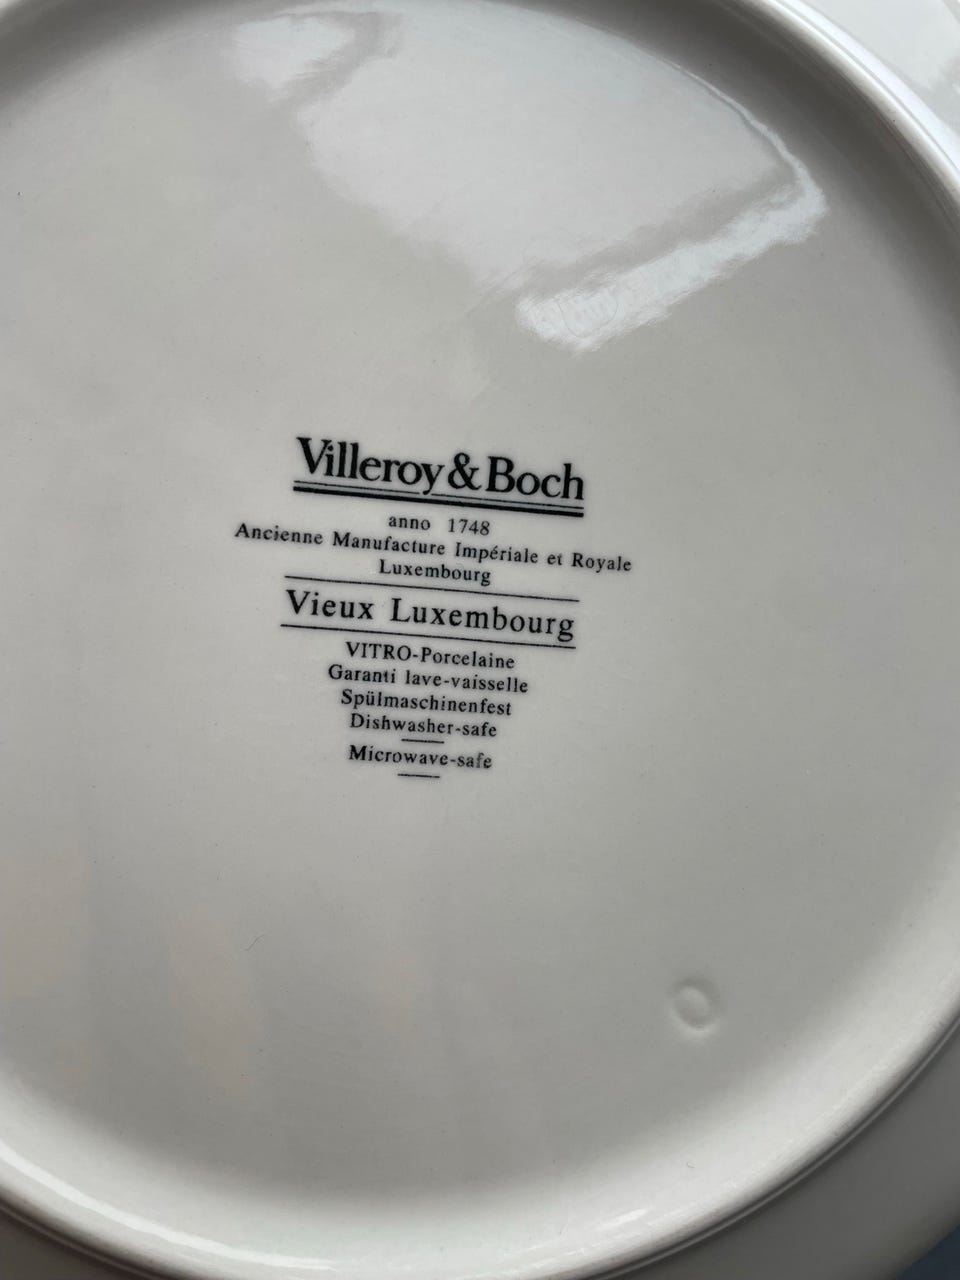 Villeroy & Boch
anno 1748
Ancienne Manufacture Impériale et Royale
Luxembourg
Vieux Luxembourg
VITRO-Porcelaine
Garanti lave-vaisselle
Spülmaschinenfest
Dishwasher-safe
Microwave-safe